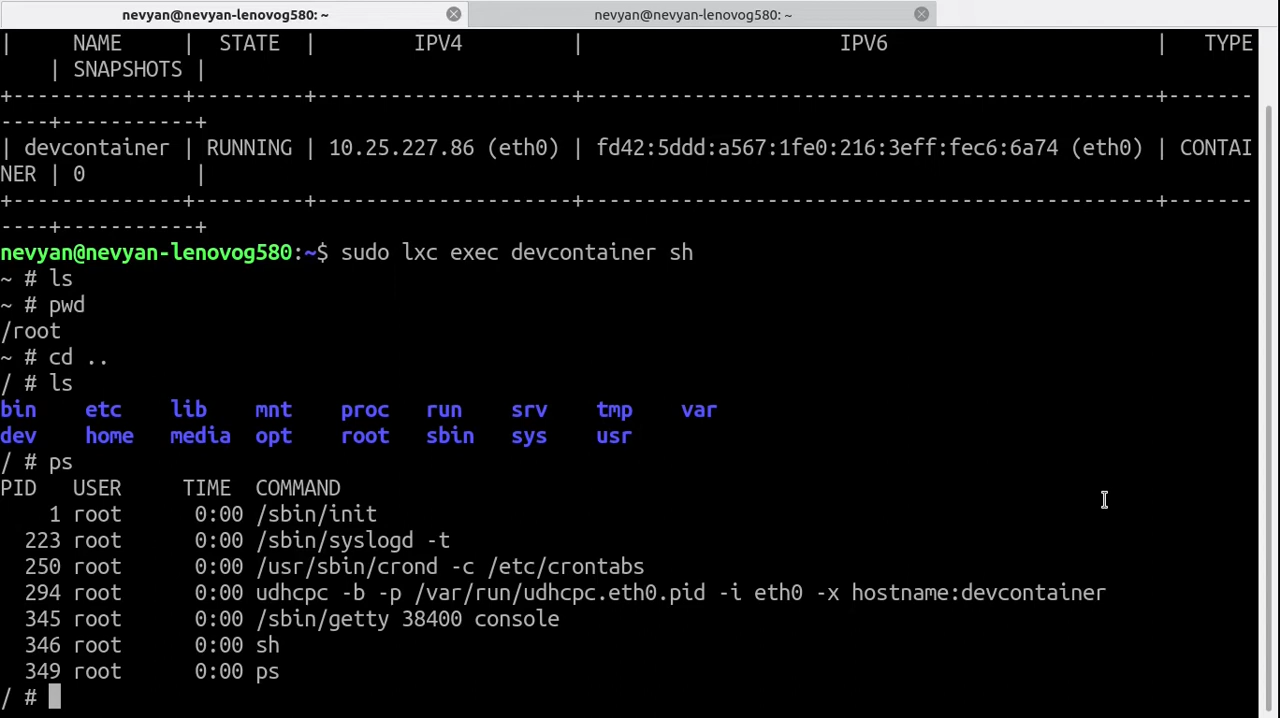 nevyan@nevyan-lenovog580: ~
nevyan@nevyan-lenovog580: ~
|     NAME     |  STATE  |         IPV4         |                     IPV6                      |   TYPE
    | SNAPSHOTS |
+--------------+---------+----------------------+-----------------------------------------------+-------
----+-----------+
| devcontainer | RUNNING | 10.25.227.86 (eth0) | fd42:5ddd:a567:1fe0:216:3eff:fec6:6a74 (eth0) | CONTAI
NER | 0         |
+--------------+---------+----------------------+-----------------------------------------------+-------
----+-----------+
nevyan@nevyan-lenovog580:~$ sudo lxc exec devcontainer sh
~ # ls
~ # pwd
/root
~ # cd ..
/ # ls
bin    etc    lib    mnt    proc   run    srv    tmp    var
dev    home   media  opt    root   sbin   sys    usr
/ # ps
PID   USER     TIME  COMMAND
    1 root      0:00 /sbin/init
  223 root      0:00 /sbin/syslogd -t
  250 root      0:00 /usr/sbin/crond -c /etc/crontabs
  294 root      0:00 udhcpc -b -p /var/run/udhcpc.eth0.pid -i eth0 -x hostname:devcontainer
  345 root      0:00 /sbin/getty 38400 console
  346 root      0:00 sh
  349 root      0:00 ps
/ #